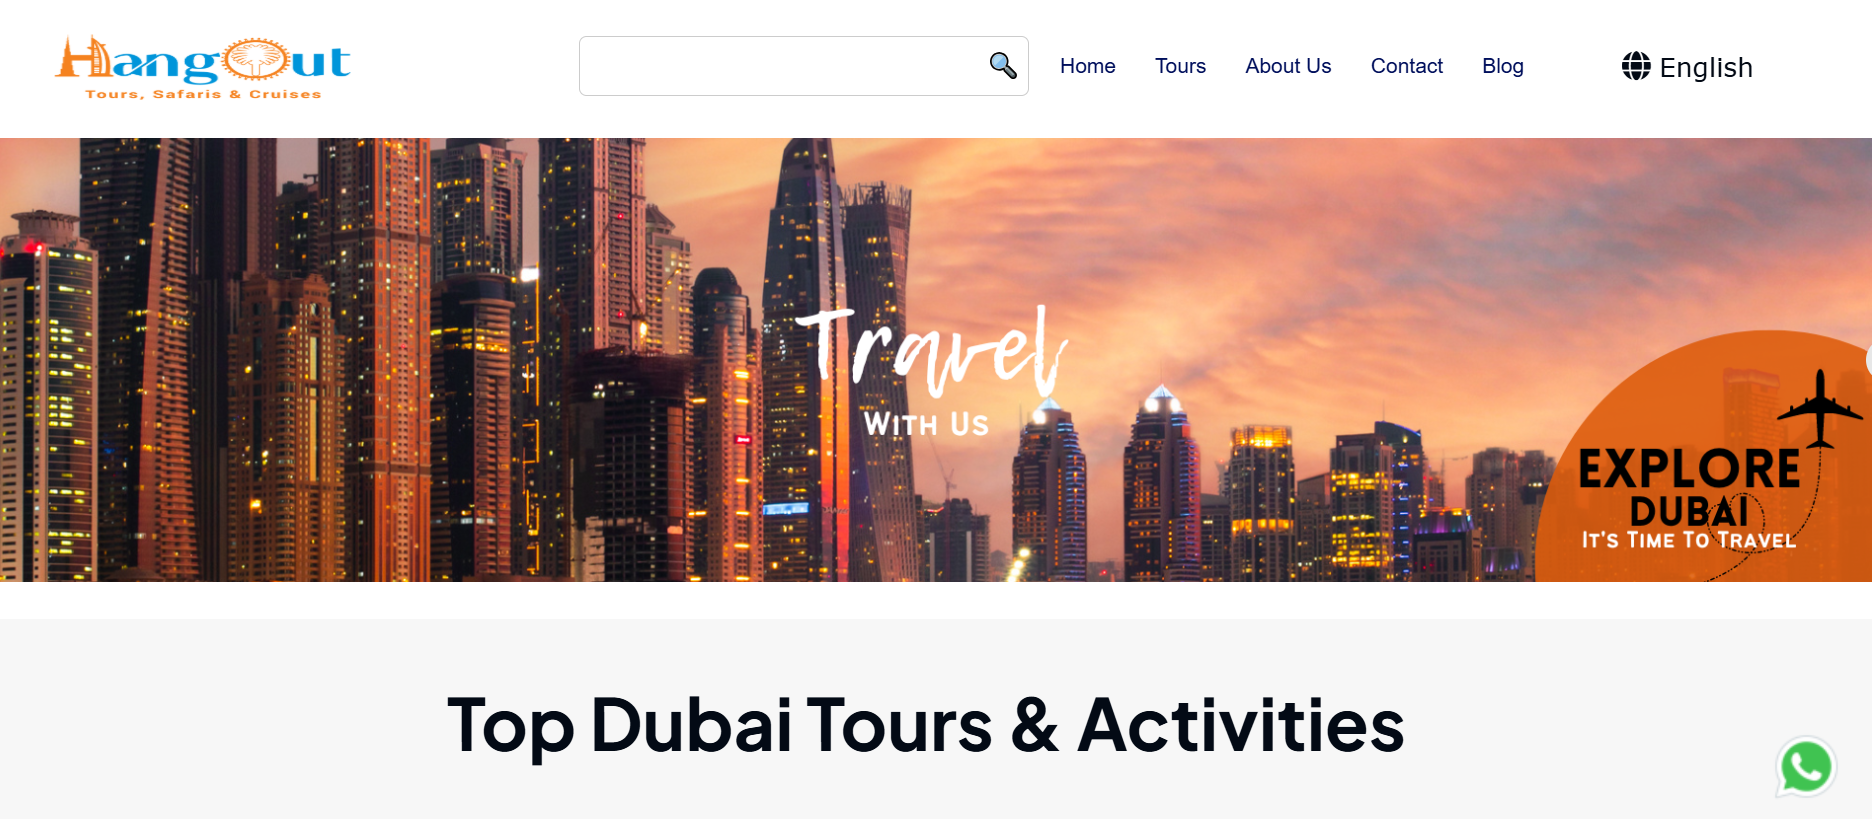 HangOut
Tours, Safaris & Cruises
Home Tours About Us Contact Blog
English
Travel
With Us
EXPLORE
DUBAI
It's Time To Travel
Top Dubai Tours & Activities